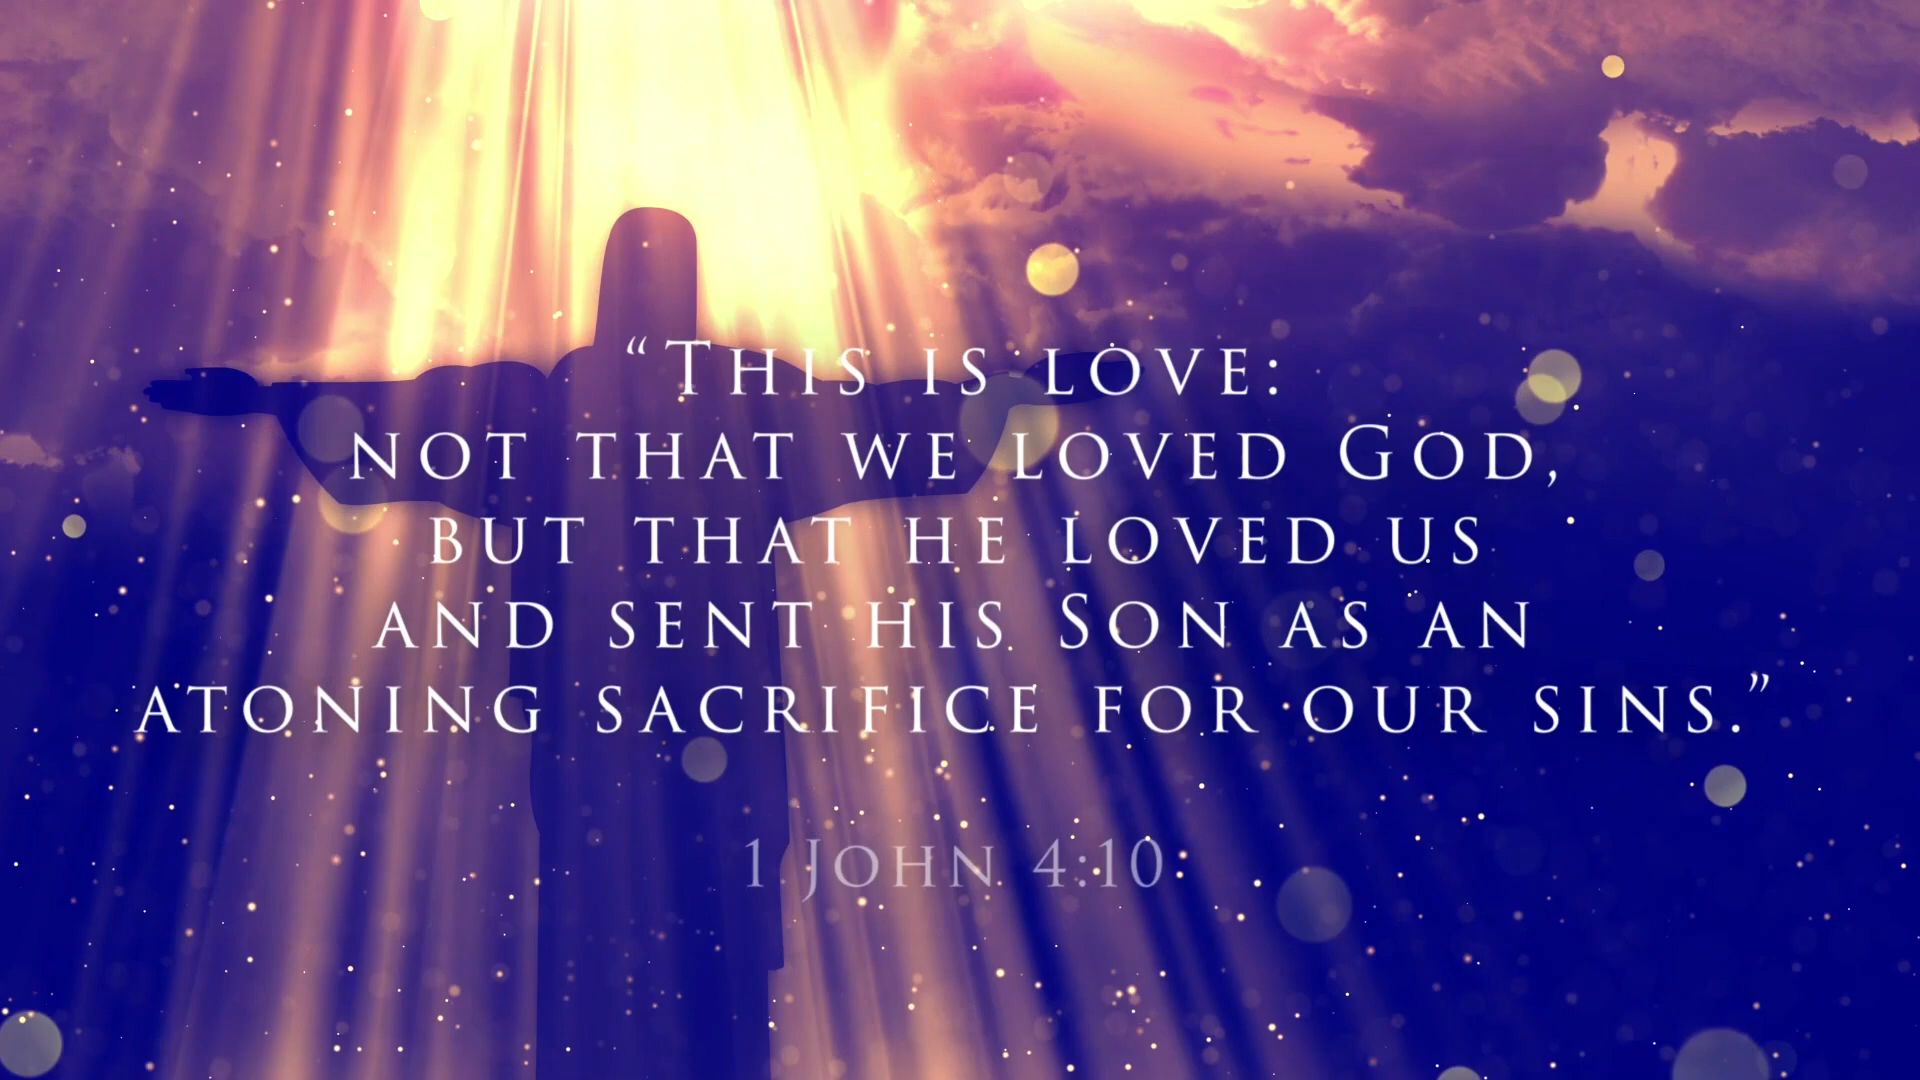 “This is love:
not that we loved God,
but that he loved us
and sent his Son as an
atoning sacrifice for our sins.”
1 John 4:10